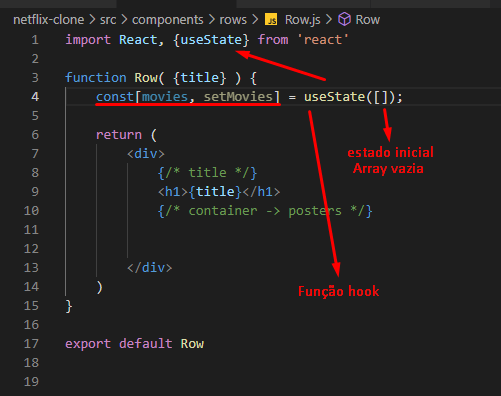 netflix-clone > src > components > rows > JS Row.js > Row
1 import React, {useState} from 'react'
2
3 function Row( {title} ) {
4 const[movies, setMovies] = useState([]);
5
6 return (
7 <div>
estado inicial
Array vazia
8 {/* title */}
9 <h1>{title}</h1>
10 {/* container -> posters */}
11
12
13 </div>
14 )
Função hook
15 }
16
17 export default Row
18
19